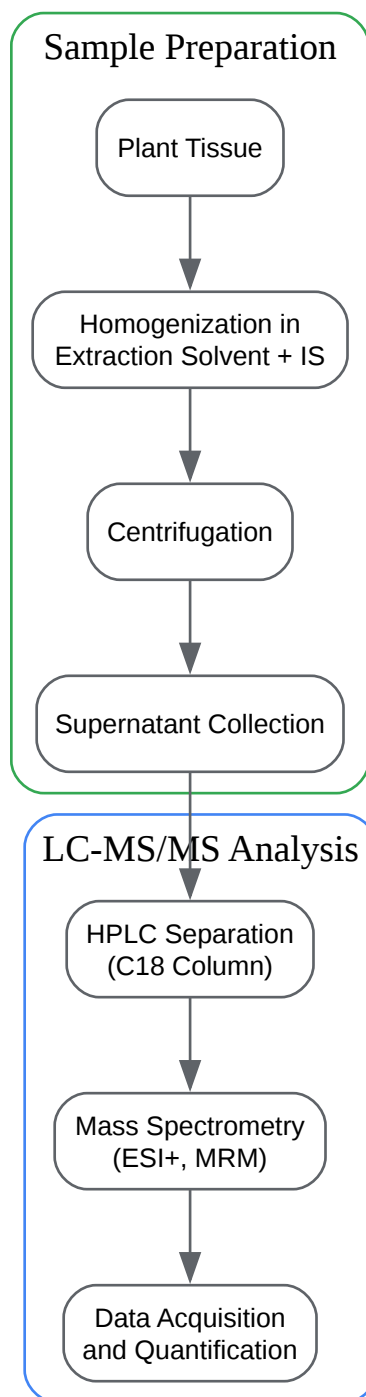 Sample Preparation
Plant Tissue
Homogenization in
Extraction Solvent + IS
Centrifugation
Supernatant Collection
LC-MS/MS Analysis
HPLC Separation
(C18 Column)
Mass Spectrometry
(ESI+, MRM)
Data Acquisition
and Quantification